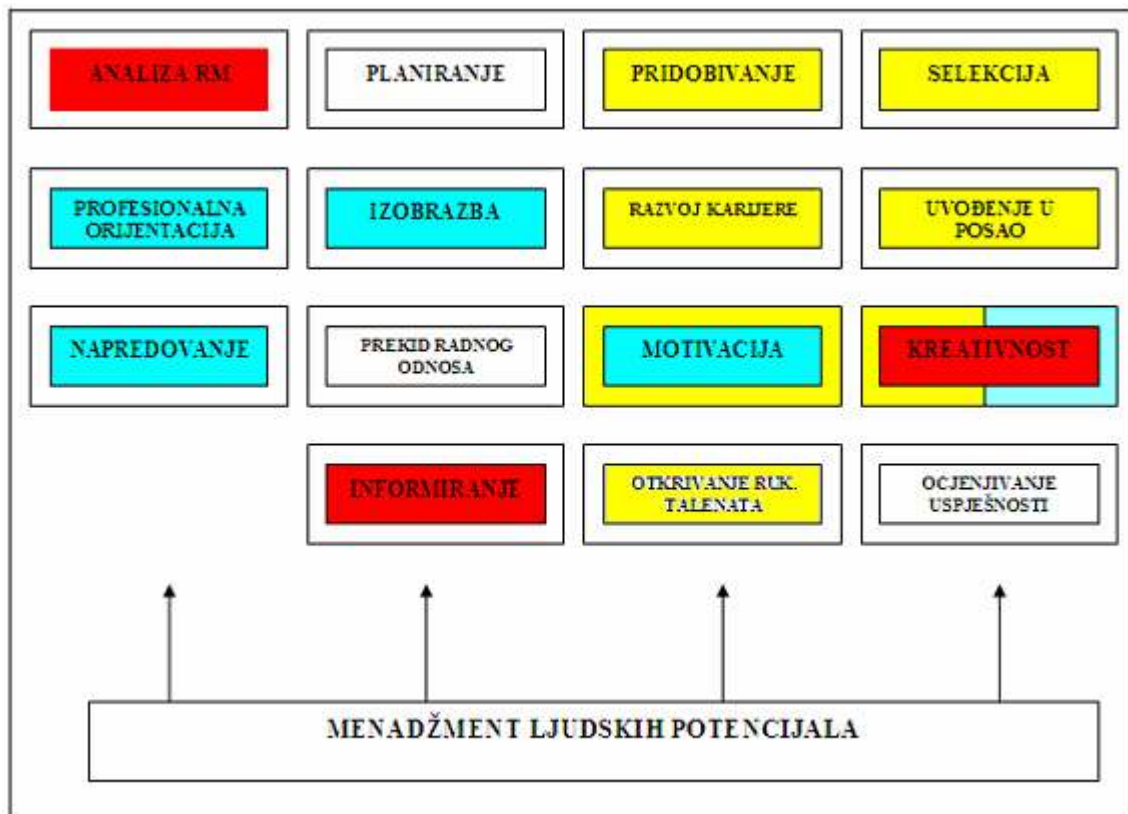 ANALIZA RM
PLANIRANJE
PRIDOBIVANJE
SELEKCIJA
PROFESIONALNA
ORIJENTACIJA
IZOBRAZBA
RAZVOJ KARIJERE
UVOĐENJE U
POSAO
NAPREDOVANJE
PREKID RADNOG
ODNOSA
MOTIVACIJA
KREATIVNOST
INFORMIRANJE
OTKRIVANJE RUK.
TALENATA
OCJENJIVANJE
USPJEŠNOSTI
MENADŽMENT LJUDSKIH POTENCIJALA